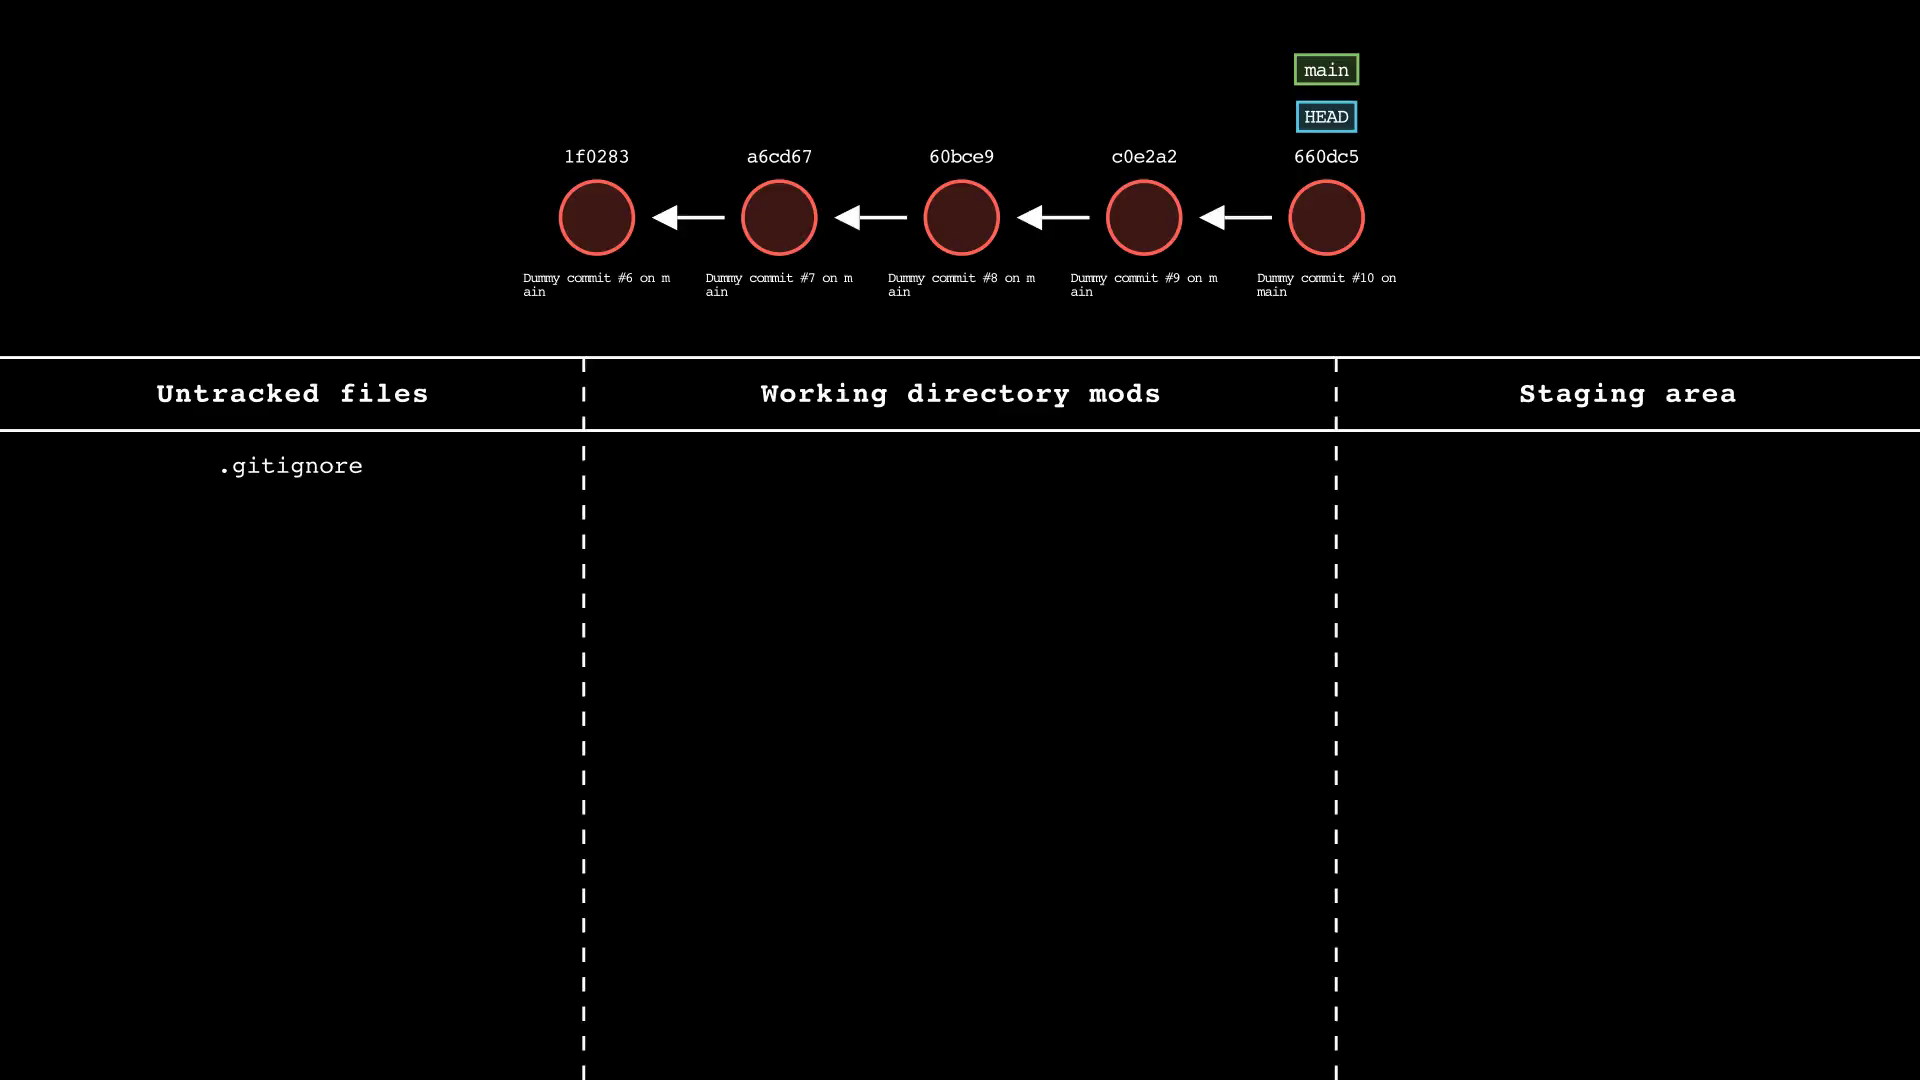 main
HEAD
1f0283 a6cd67 60bce9 c0e2a2 660dc5
Dummy commit #6 on m
ain
Dummy commit #7 on m
ain
Dummy commit #8 on m
ain
Dummy commit #9 on m
ain
Dummy commit #10 on
main
Untracked files
Working directory mods
Staging area
.gitignore